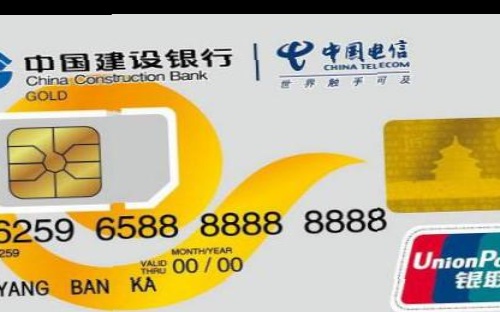 中国建设银行
China Construction Bank
GOLD
中国电信
CHINA TELECOM
世界触手可及
6259 6588 8888 8888
259
MONTH/YEAR
VALID THRU 00/00
YANG BAN KA
UnionPa
银联